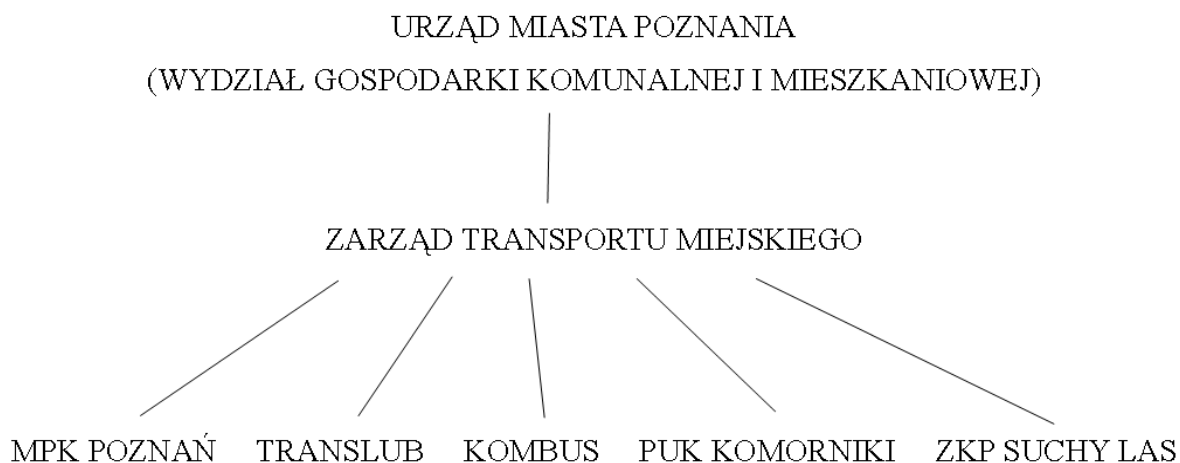 URZĄD MIASTA POZNANIA
(WYDZIAŁ GOSPODARKI KOMUNALNEJ I MIESZKANIOWEJ)
ZARZĄD TRANSPORTU MIEJSKIEGO
MPK POZNAŃ TRANSLUB KOMBUS PUK KOMORNIKI ZKP SUCHY LAS